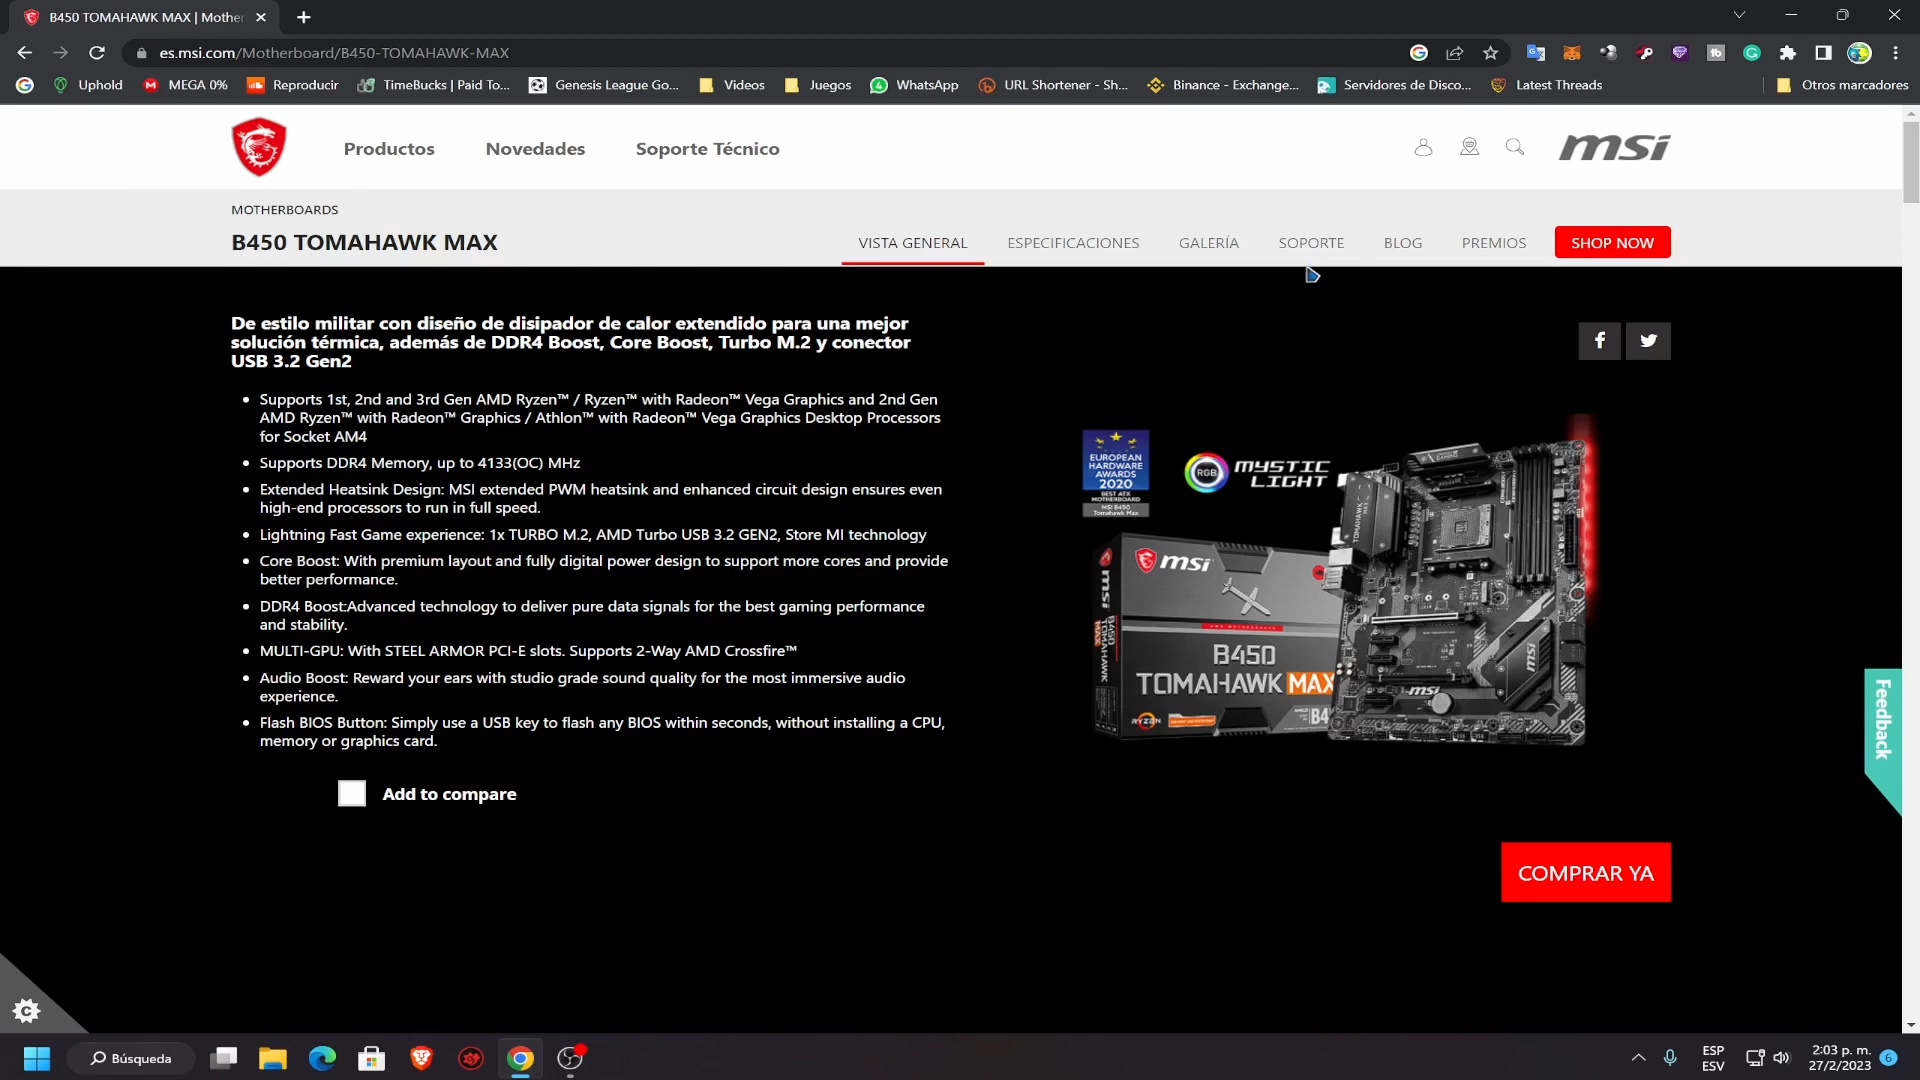 B450 TOMAHAWK MAX | Mother
es.msi.com/Motherboard/B450-TOMAHAWK-MAX
Uphold
MEGA 0%
Reproducir
TimeBucks | Paid To...
Genesis League Go...
Videos
Juegos
WhatsApp
URL Shortener - Sh...
Binance - Exchange...
Servidores de Disco...
Latest Threads
Otros marcadores
Productos
Novedades
Soporte Técnico
msi
MOTHERBOARDS
B450 TOMAHAWK MAX
VISTA GENERAL
ESPECIFICACIONES
GALERÍA
SOPORTE
BLOG
PREMIOS
SHOP NOW
De estilo militar con diseño de disipador de calor extendido para una mejor
solución térmica, además de DDR4 Boost, Core Boost, Turbo M.2 y conector
USB 3.2 Gen2
Supports 1st, 2nd and 3rd Gen AMD Ryzen™ / Ryzen™ with Radeon™ Vega Graphics and 2nd Gen
AMD Ryzen™ with Radeon™ Graphics / Athlon™ with Radeon™ Vega Graphics Desktop Processors
for Socket AM4
Supports DDR4 Memory, up to 4133(OC) MHz
Extended Heatsink Design: MSI extended PWM heatsink and enhanced circuit design ensures even
high-end processors to run in full speed.
Lightning Fast Game experience: 1x TURBO M.2, AMD Turbo USB 3.2 GEN2, Store MI technology
Core Boost: With premium layout and fully digital power design to support more cores and provide
better performance.
DDR4 Boost:Advanced technology to deliver pure data signals for the best gaming performance
and stability.
MULTI-GPU: With STEEL ARMOR PCI-E slots. Supports 2-Way AMD Crossfire™
Audio Boost: Reward your ears with studio grade sound quality for the most immersive audio
experience.
Flash BIOS Button: Simply use a USB key to flash any BIOS within seconds, without installing a CPU,
memory or graphics card.
Add to compare
EUROPEAN
HARDWARE
AWARDS
2020
BEST ATX
MOTHERBOARD
MSI B450
Tomahawk Max
RGB
MYSTIC
LIGHT
msi
B450
TOMAHAWK MAX
RYZEN
B4
msi
msi
Feedback
COMPRAR YA
Búsqueda
ESP
ESV
2:03 p. m.
27/2/2023
6